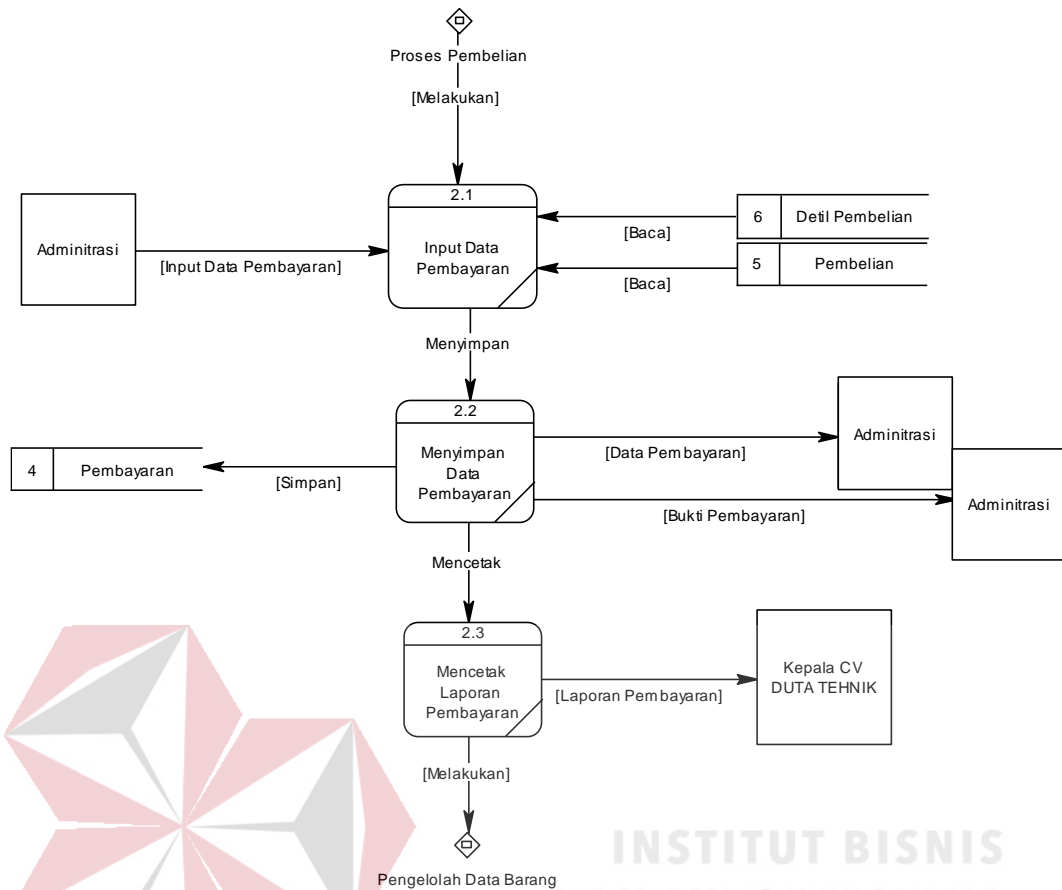 Proses Pembelian
[Melakukan]
2.1
Input Data
Pembayaran
Adminitrasi
[Input Data Pembayaran]
6 Detil Pembelian
[Baca]
5 Pembelian
[Baca]
Menyimpan
2.2
Menyimpan
Data
Pembayaran
4 Pembayaran
[Simpan]
[Data Pembayaran]
Adminitrasi
[Bukti Pembayaran]
Adminitrasi
Mencetak
2.3
Mencetak
Laporan
Pembayaran
[Laporan Pembayaran]
Kepala CV
DUTA TEHNIK
[Melakukan]
Pengelolah Data Barang
INSTITUT BISNIS